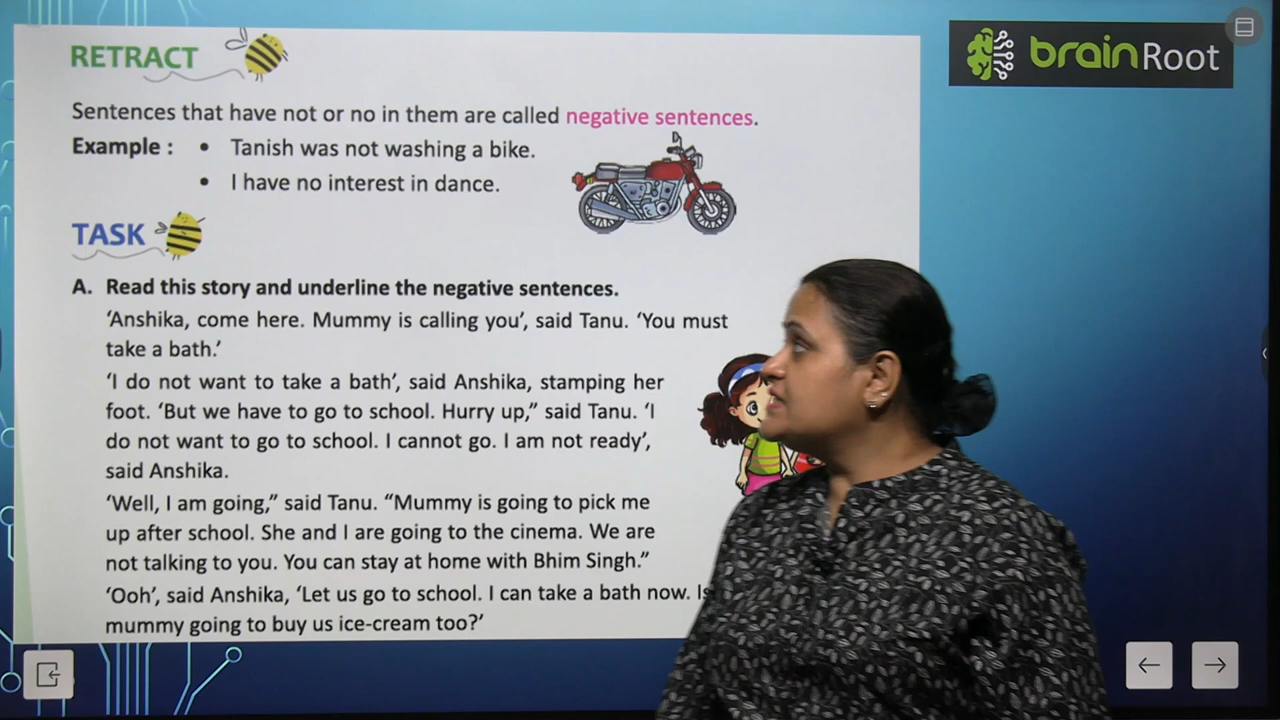 RETRACT
brainRoot
Sentences that have not or no in them are called negative sentences.
Example : • Tanish was not washing a bike.
• I have no interest in dance.
TASK
A. Read this story and underline the negative sentences.
‘Anshika, come here. Mummy is calling you’, said Tanu. ‘You must
take a bath.’
‘I do not want to take a bath’, said Anshika, stamping her
foot. ‘But we have to go to school. Hurry up,” said Tanu. ‘I
do not want to go to school. I cannot go. I am not ready’,
said Anshika.
‘Well, I am going,” said Tanu. “Mummy is going to pick me
up after school. She and I are going to the cinema. We are
not talking to you. You can stay at home with Bhim Singh.”
‘Ooh’, said Anshika, ‘Let us go to school. I can take a bath now. Is
mummy going to buy us ice-cream too?’